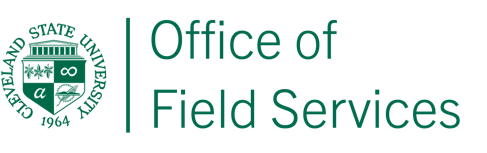 CLEVELAND STATE UNIVERSITY
1964
∞
a
Office of
Field Services